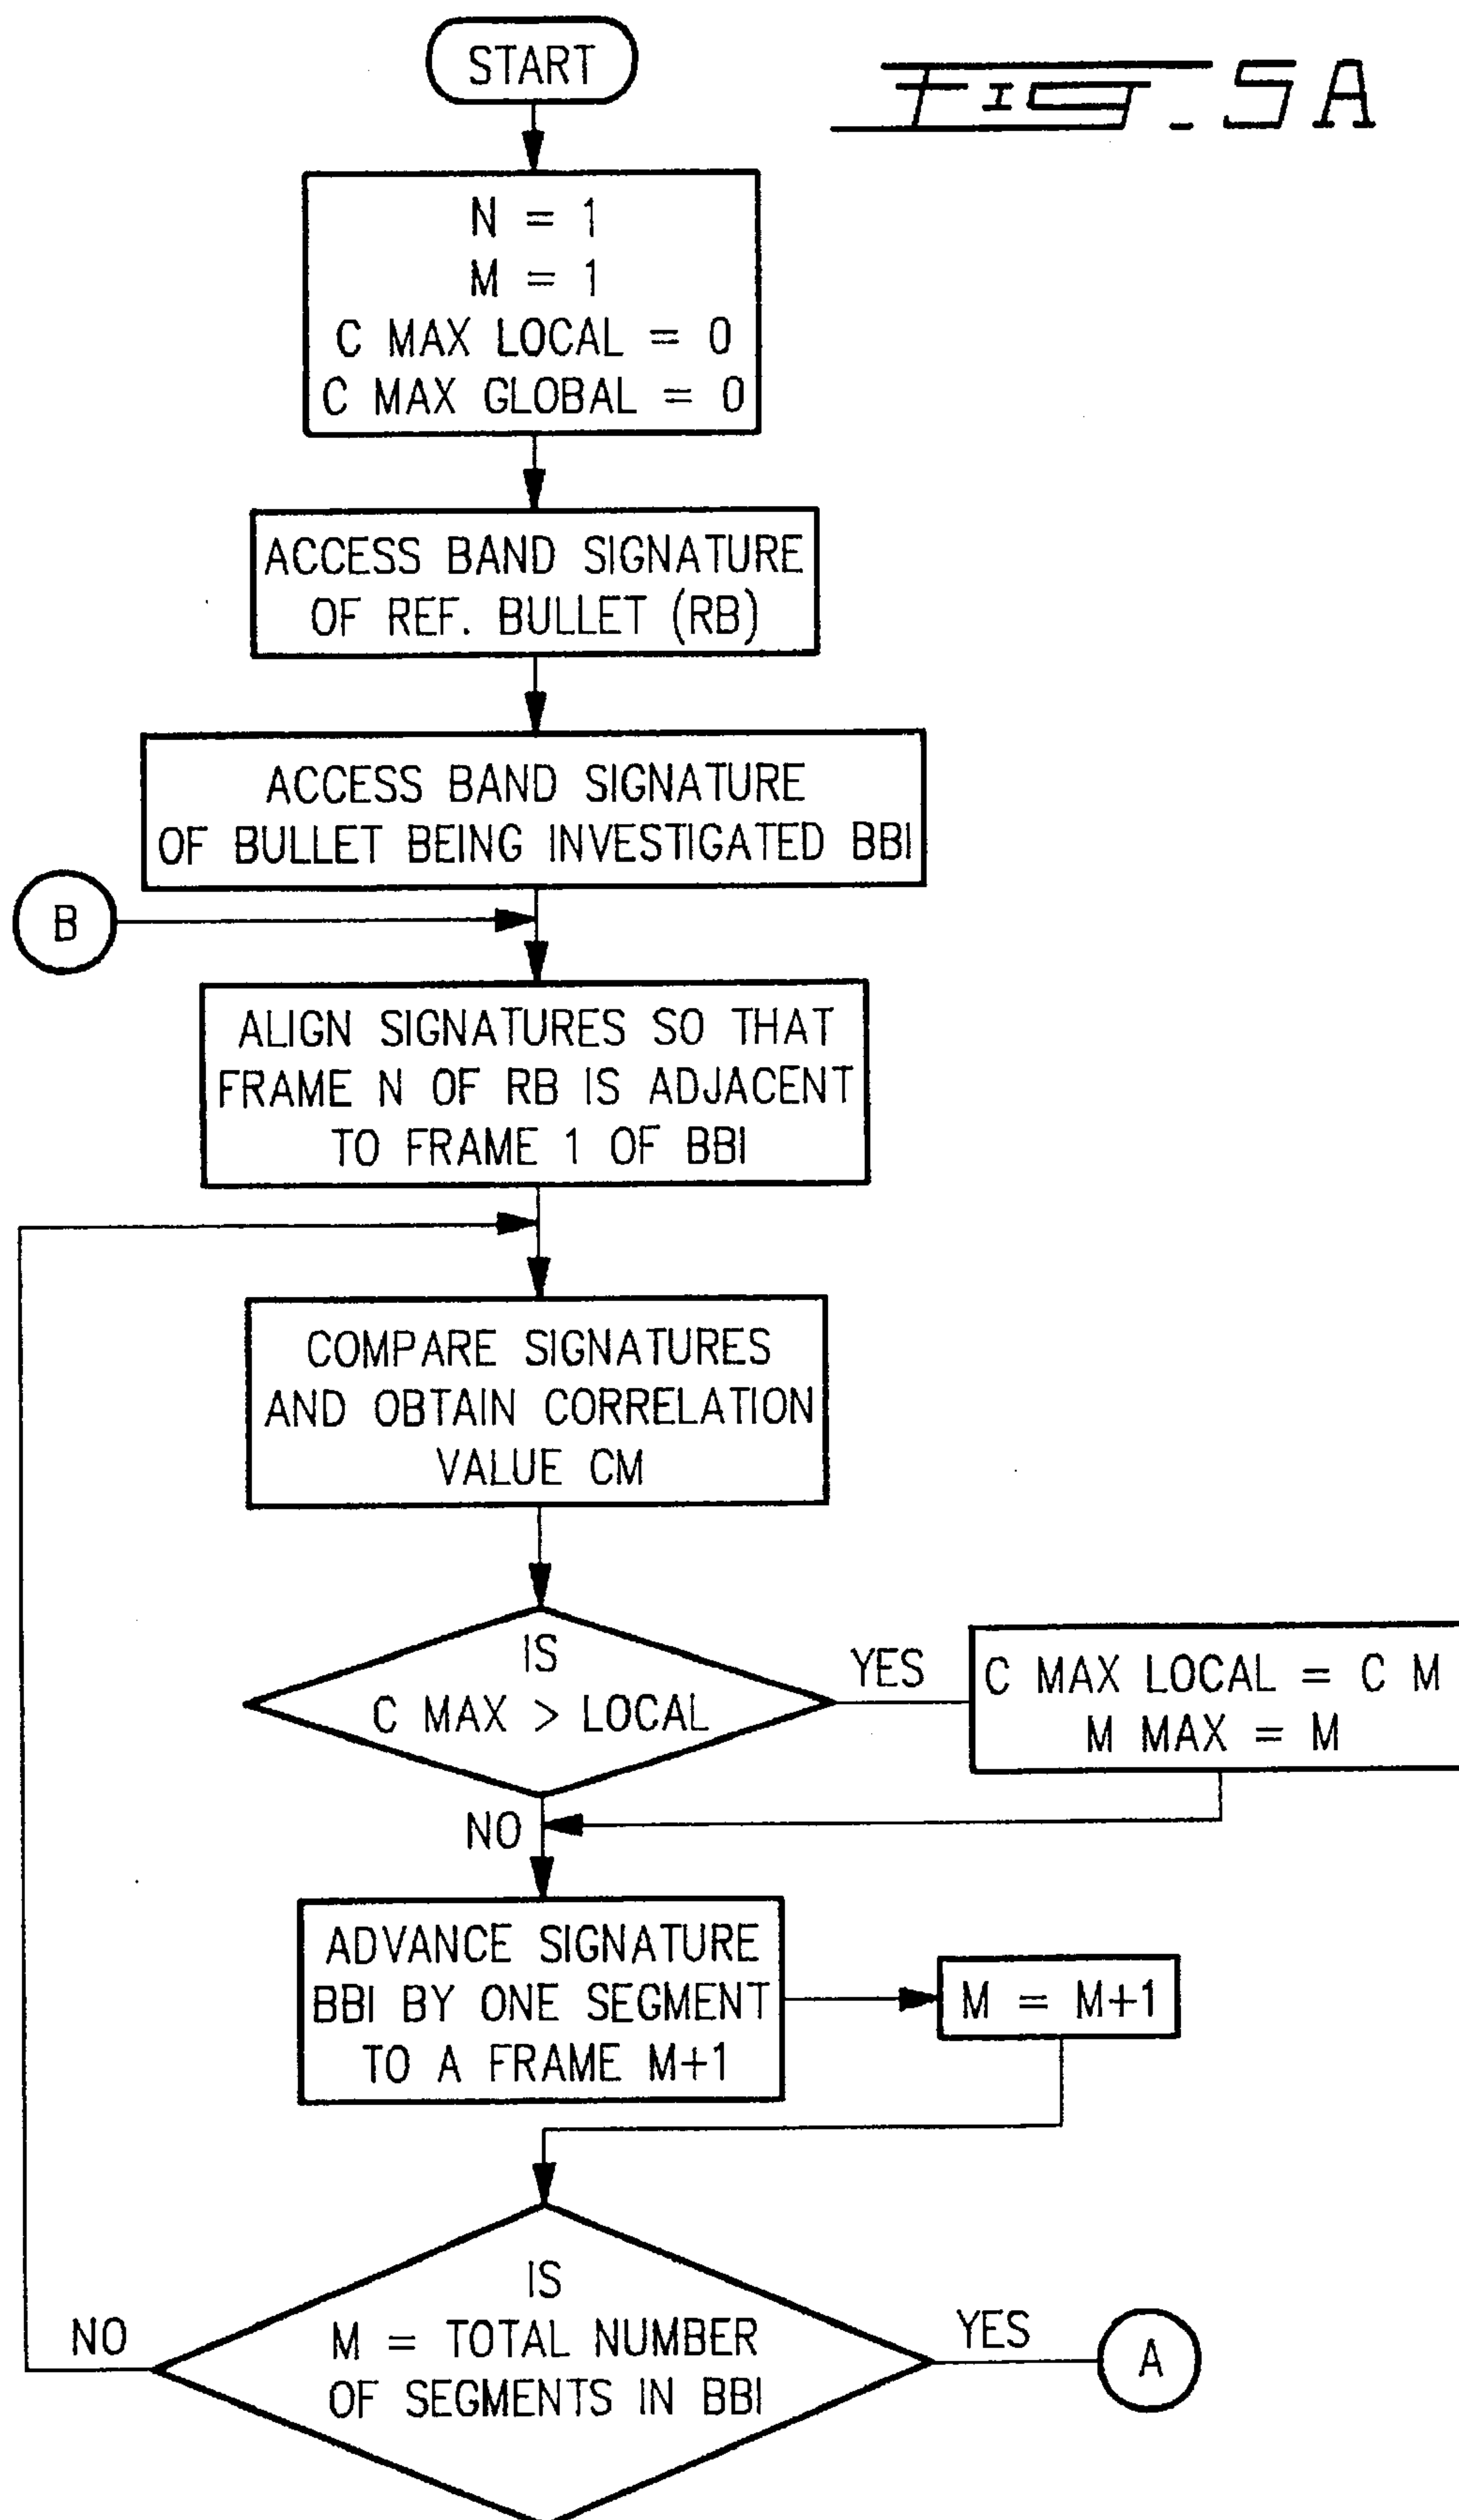 START
FIG_5A
N = 1
M = 1
C MAX LOCAL = 0
C MAX GLOBAL = 0
ACCESS BAND SIGNATURE
OF REF. BULLET (RB)
ACCESS BAND SIGNATURE
OF BULLET BEING INVESTIGATED BBI
B
ALIGN SIGNATURES SO THAT
FRAME N OF RB IS ADJACENT
TO FRAME 1 OF BBI
COMPARE SIGNATURES
AND OBTAIN CORRELATION
VALUE CM
IS
C MAX > LOCAL
YES
C MAX LOCAL = C M
M MAX = M
NO
ADVANCE SIGNATURE
BBI BY ONE SEGMENT
TO A FRAME M+1
M = M+1
IS
M = TOTAL NUMBER
OF SEGMENTS IN BBI
NO
YES
A